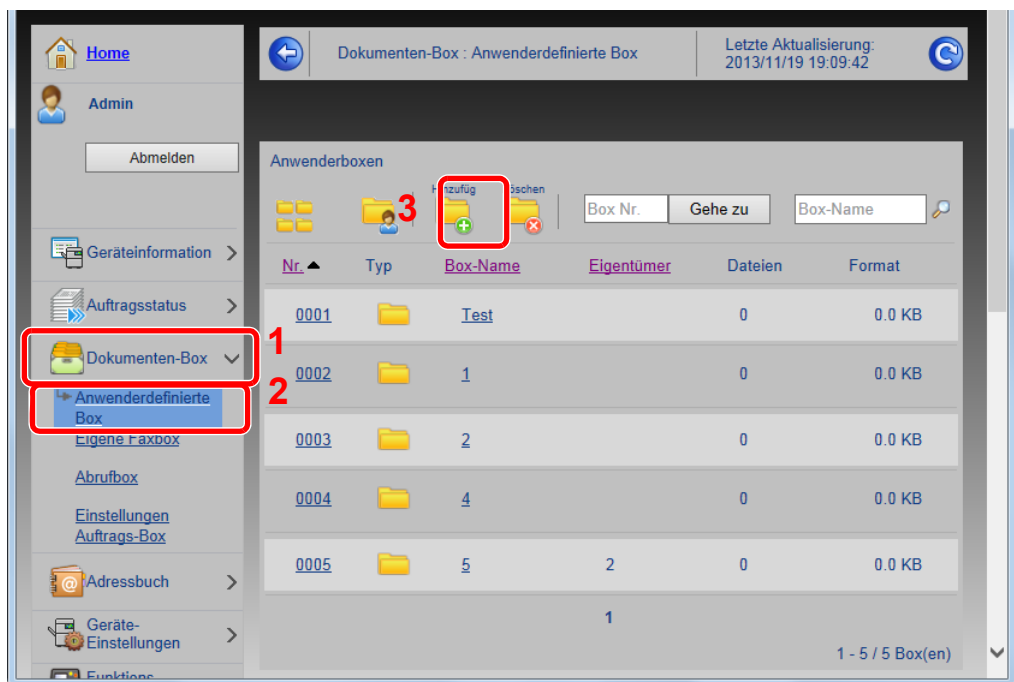 Home
Admin
Abmelden
Geräteinformation
Auftragsstatus
1
Dokumenten-Box
2
Anwenderdefinierte
Box
Eigene Faxbox
Abrufbox
Einstellungen
Auftrags-Box
Adressbuch
Geräte-
Einstellungen
Funktions
Dokumenten-Box : Anwenderdefinierte Box
Letzte Aktualisierung:
2013/11/19 19:09:42
Anwenderboxen
3
Box Nr. Gehe zu Box-Name
Nr. Typ Box-Name Eigentümer Dateien Format
0001 Test 0 0.0 KB
0002 1 0 0.0 KB
0003 2 0 0.0 KB
0004 4 0 0.0 KB
0005 5 2 0 0.0 KB
1
1 - 5 / 5 Box(en)